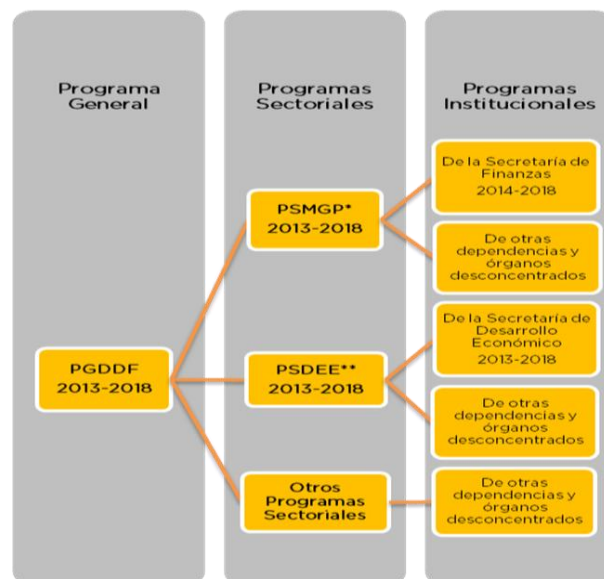 Programa
General
PGDDF
2013-2018
Programas
Sectoriales
PSMGP*
2013-2018
PSDEE**
2013-2018
Otros
Programas
Sectoriales
Programas
Institucionales
De la Secretaría de
Finanzas
2014-2018
De otras
dependencias y
órganos
desconcentrados
De la Secretaría de
Desarrollo
Económico
2013-2018
De otras
dependencias y
órganos
desconcentrados
De otras
dependencias y
órganos
desconcentrados